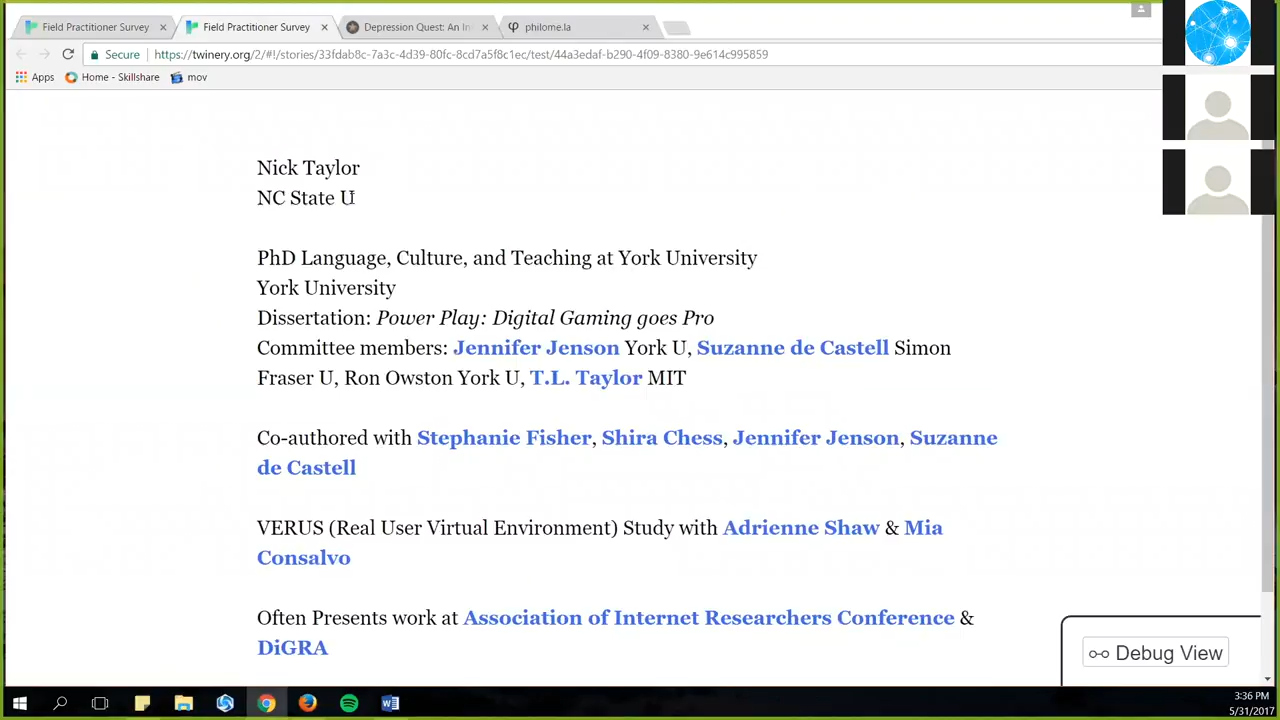 Field Practitioner Survey
Field Practitioner Survey
Depression Quest: An In
philome.la
Secure
https://twinery.org/2/#!/stories/33fdab8c-7a3c-4d39-80fc-8cd7a5f8c1ec/test/44a3edaf-b290-4f09-8380-9e614c995859
Apps
Home - Skillshare
mov
Nick Taylor
NC State U
PhD Language, Culture, and Teaching at York University
York University
Dissertation: Power Play: Digital Gaming goes Pro
Committee members: Jennifer Jenson York U, Suzanne de Castell Simon
Fraser U, Ron Owston York U, T.L. Taylor MIT
Co-authored with Stephanie Fisher, Shira Chess, Jennifer Jenson, Suzanne
de Castell
VERUS (Real User Virtual Environment) Study with Adrienne Shaw & Mia
Consalvo
Often Presents work at Association of Internet Researchers Conference &
DiGRA
Debug View
3:36 PM
5/31/2017